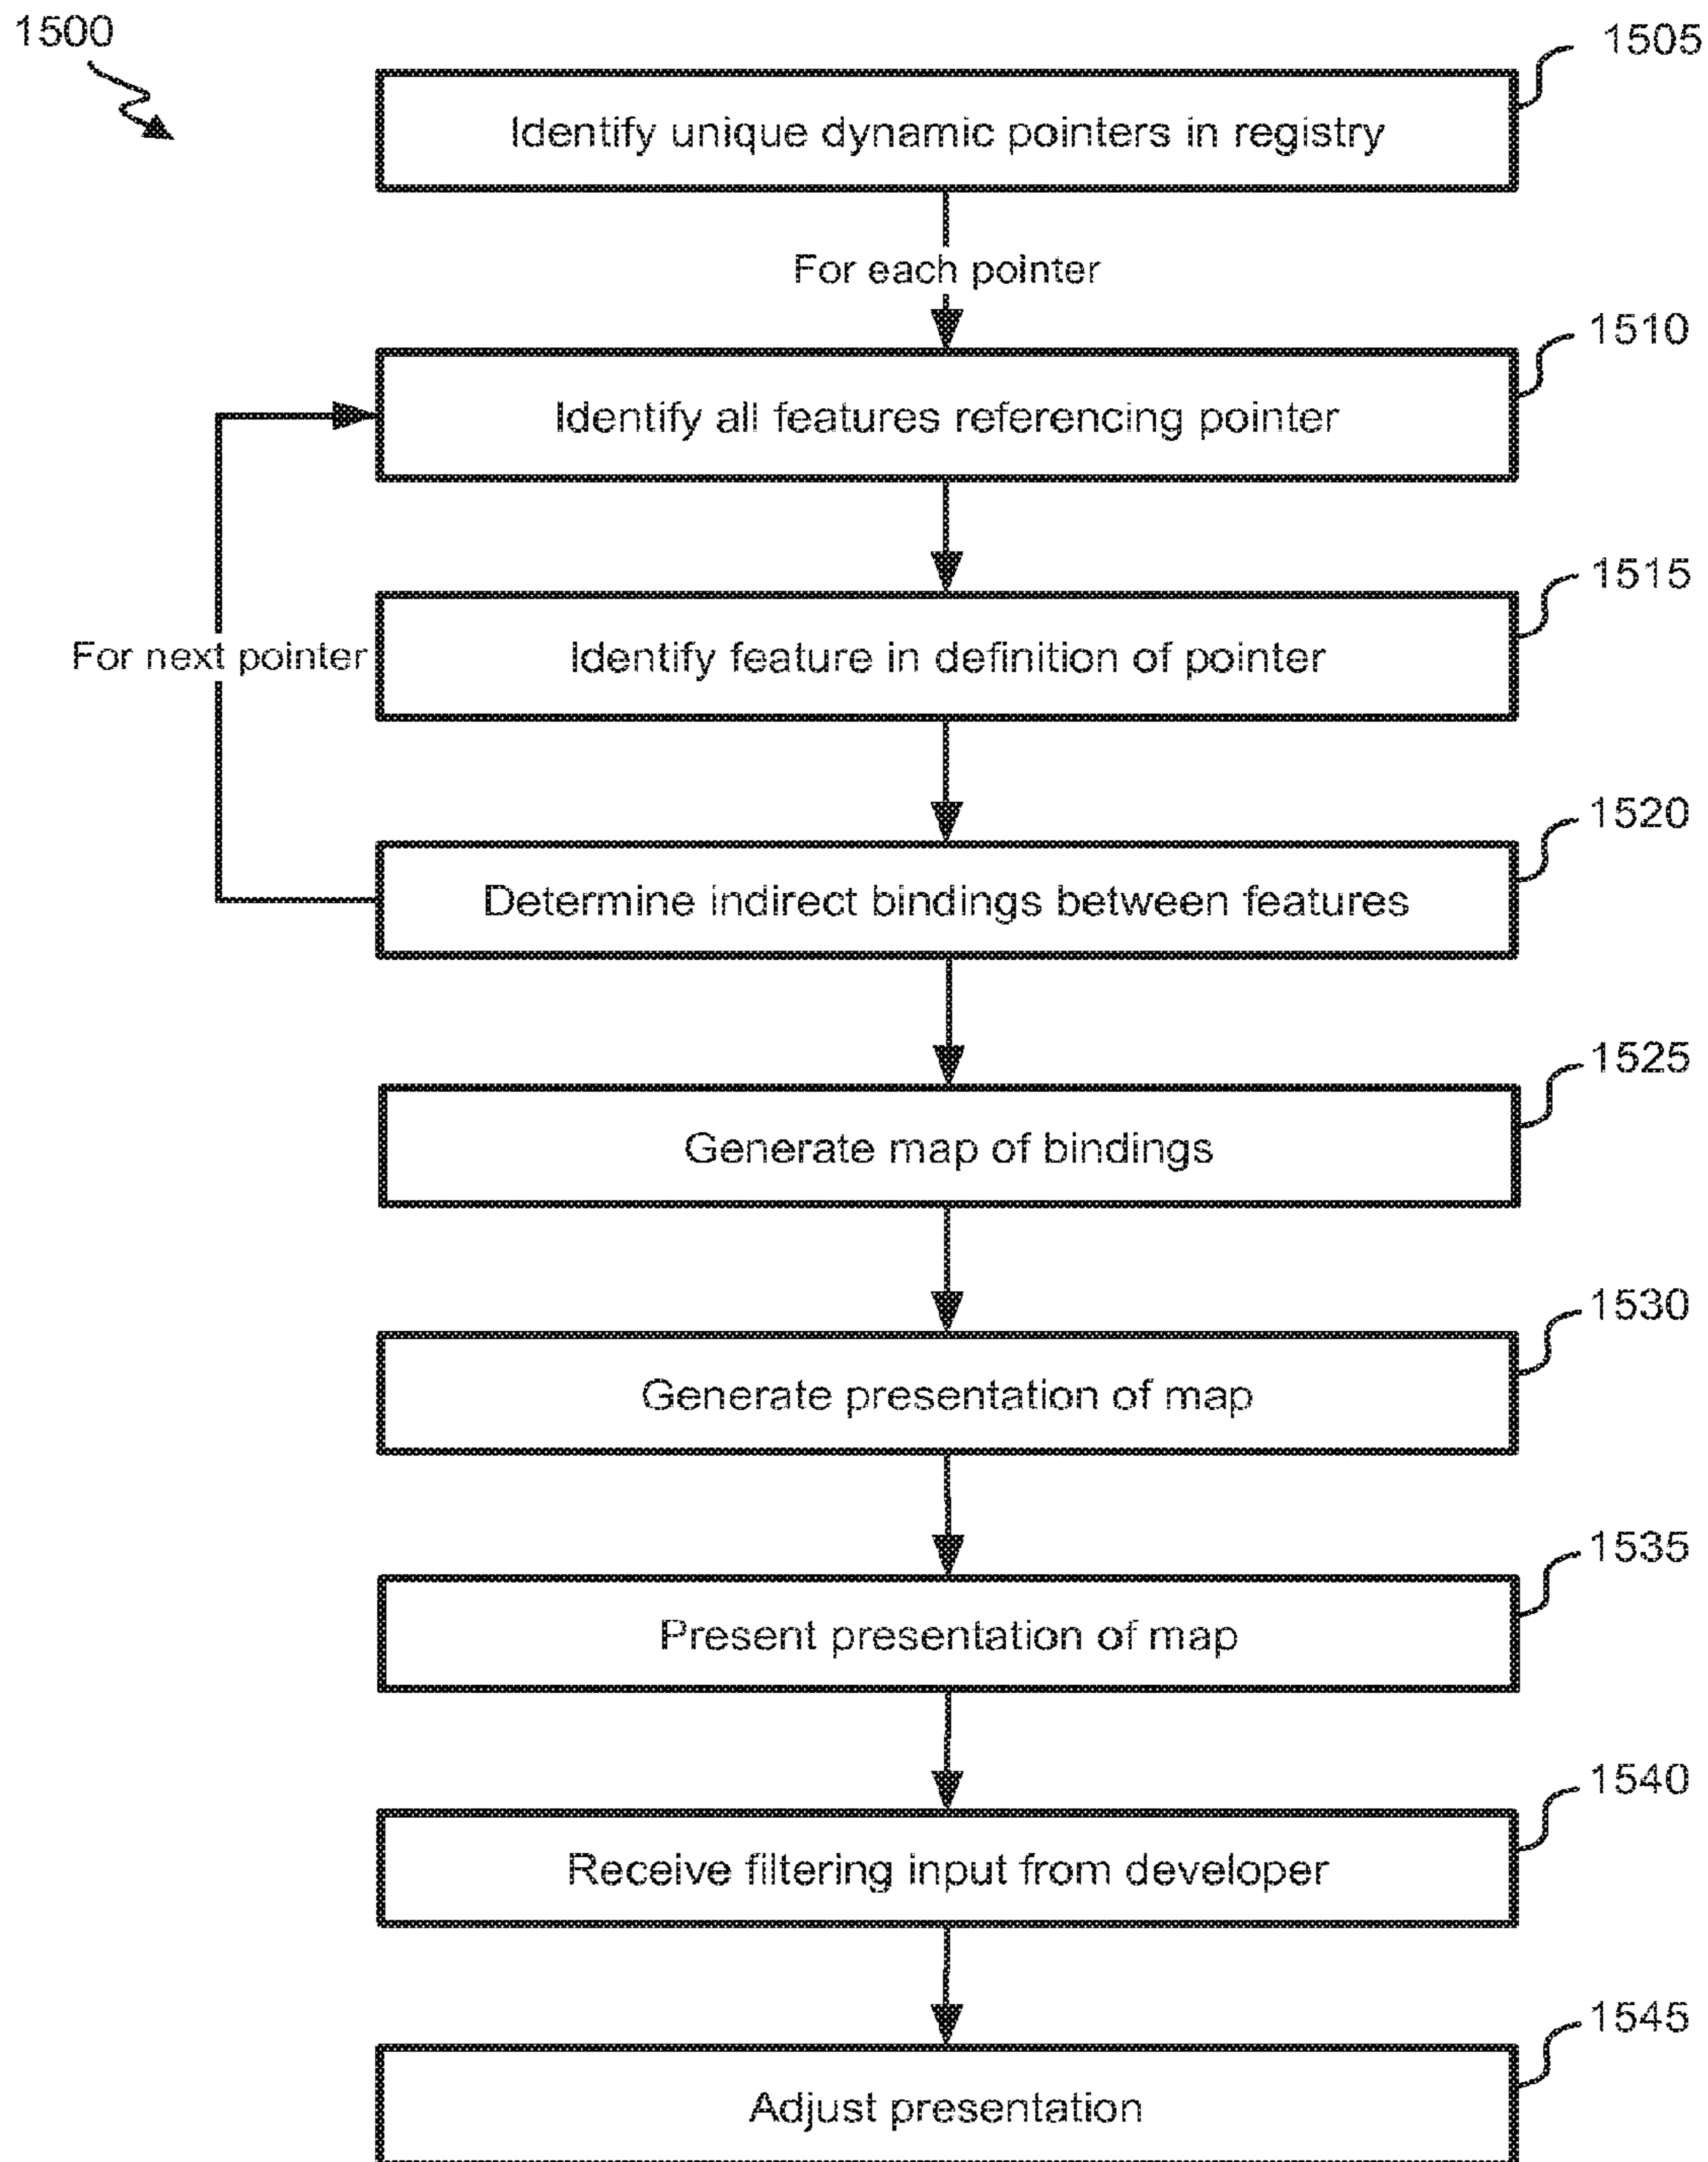 1500
1505
Identify unique dynamic pointers in registry
For each pointer
1510
Identify all features referencing pointer
1515
For next pointer
Identify feature in definition of pointer
1520
Determine indirect bindings between features
1525
Generate map of bindings
1530
Generate presentation of map
1535
Present presentation of map
1540
Receive filtering input from developer
1545
Adjust presentation